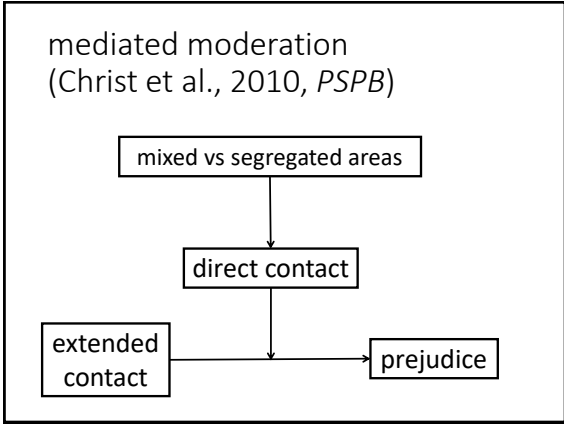 mediated moderation
(Christ et al., 2010, PSPB)
mixed vs segregated areas
direct contact
extended
contact
prejudice